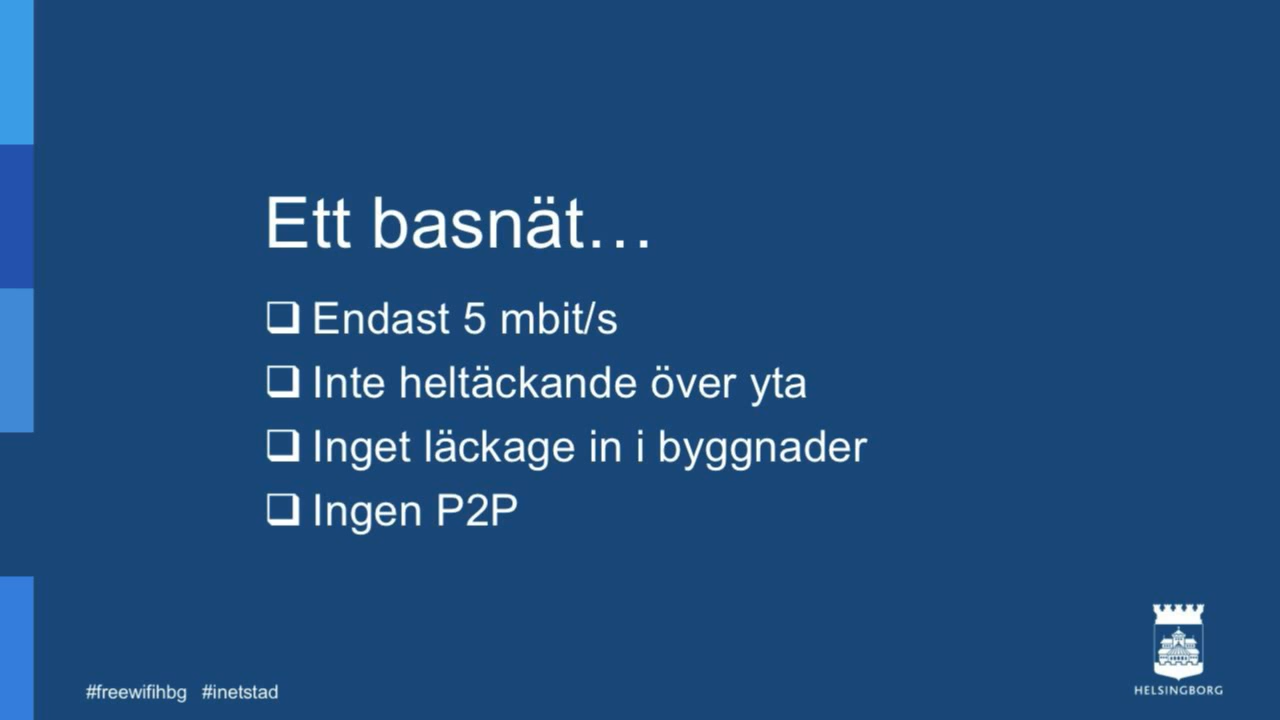 Ett basnät...
Endast 5 mbit/s
Inte heltäckande över yta
Inget läckage in i byggnader
Ingen P2P
#freewifihbg #inetstad
HELSINGBORG